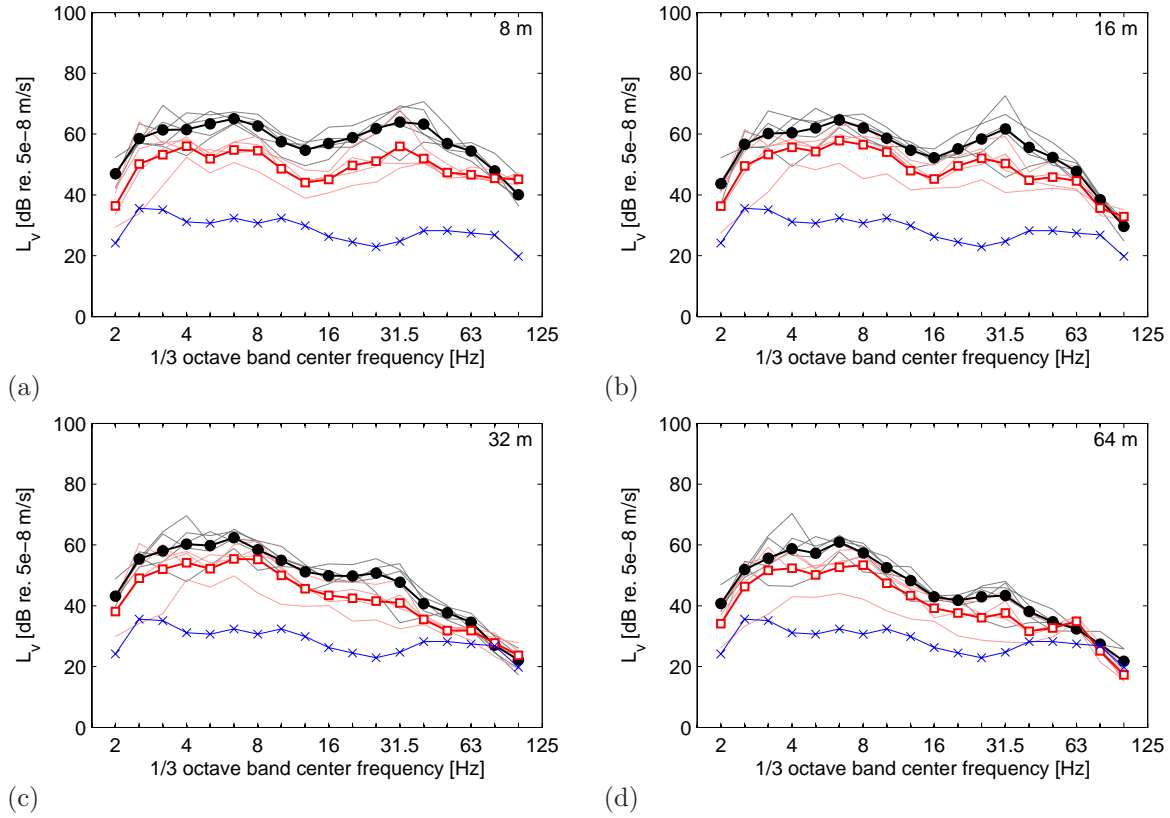 100
80
60
40
20
0
L_v [dB re. 5e−8 m/s]
8 m
2 4 8 16 31.5 63 125
1/3 octave band center frequency [Hz]
(a)
100
80
60
40
20
0
L_v [dB re. 5e−8 m/s]
16 m
2 4 8 16 31.5 63 125
1/3 octave band center frequency [Hz]
(b)
100
80
60
40
20
0
L_v [dB re. 5e−8 m/s]
32 m
2 4 8 16 31.5 63 125
1/3 octave band center frequency [Hz]
(c)
100
80
60
40
20
0
L_v [dB re. 5e−8 m/s]
64 m
2 4 8 16 31.5 63 125
1/3 octave band center frequency [Hz]
(d)